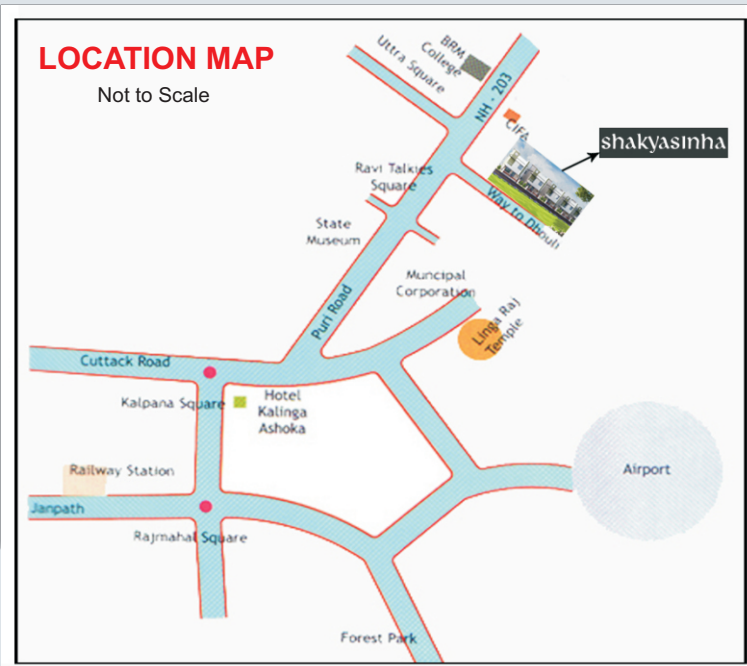 LOCATION MAP
Not to Scale
Uttra Square
BRM
College
NH - 203
CIFA
shakyasinha
Ravi Talkies
Square
Way to Dhouli
State
Museum
Muncipal
Corporation
Puri Road
Linga Raj
Temple
Cuttack Road
Kalpana Square
Hotel
Kalinga
Ashoka
Railway Station
Airport
Janpath
Rajmahal Square
Forest Park